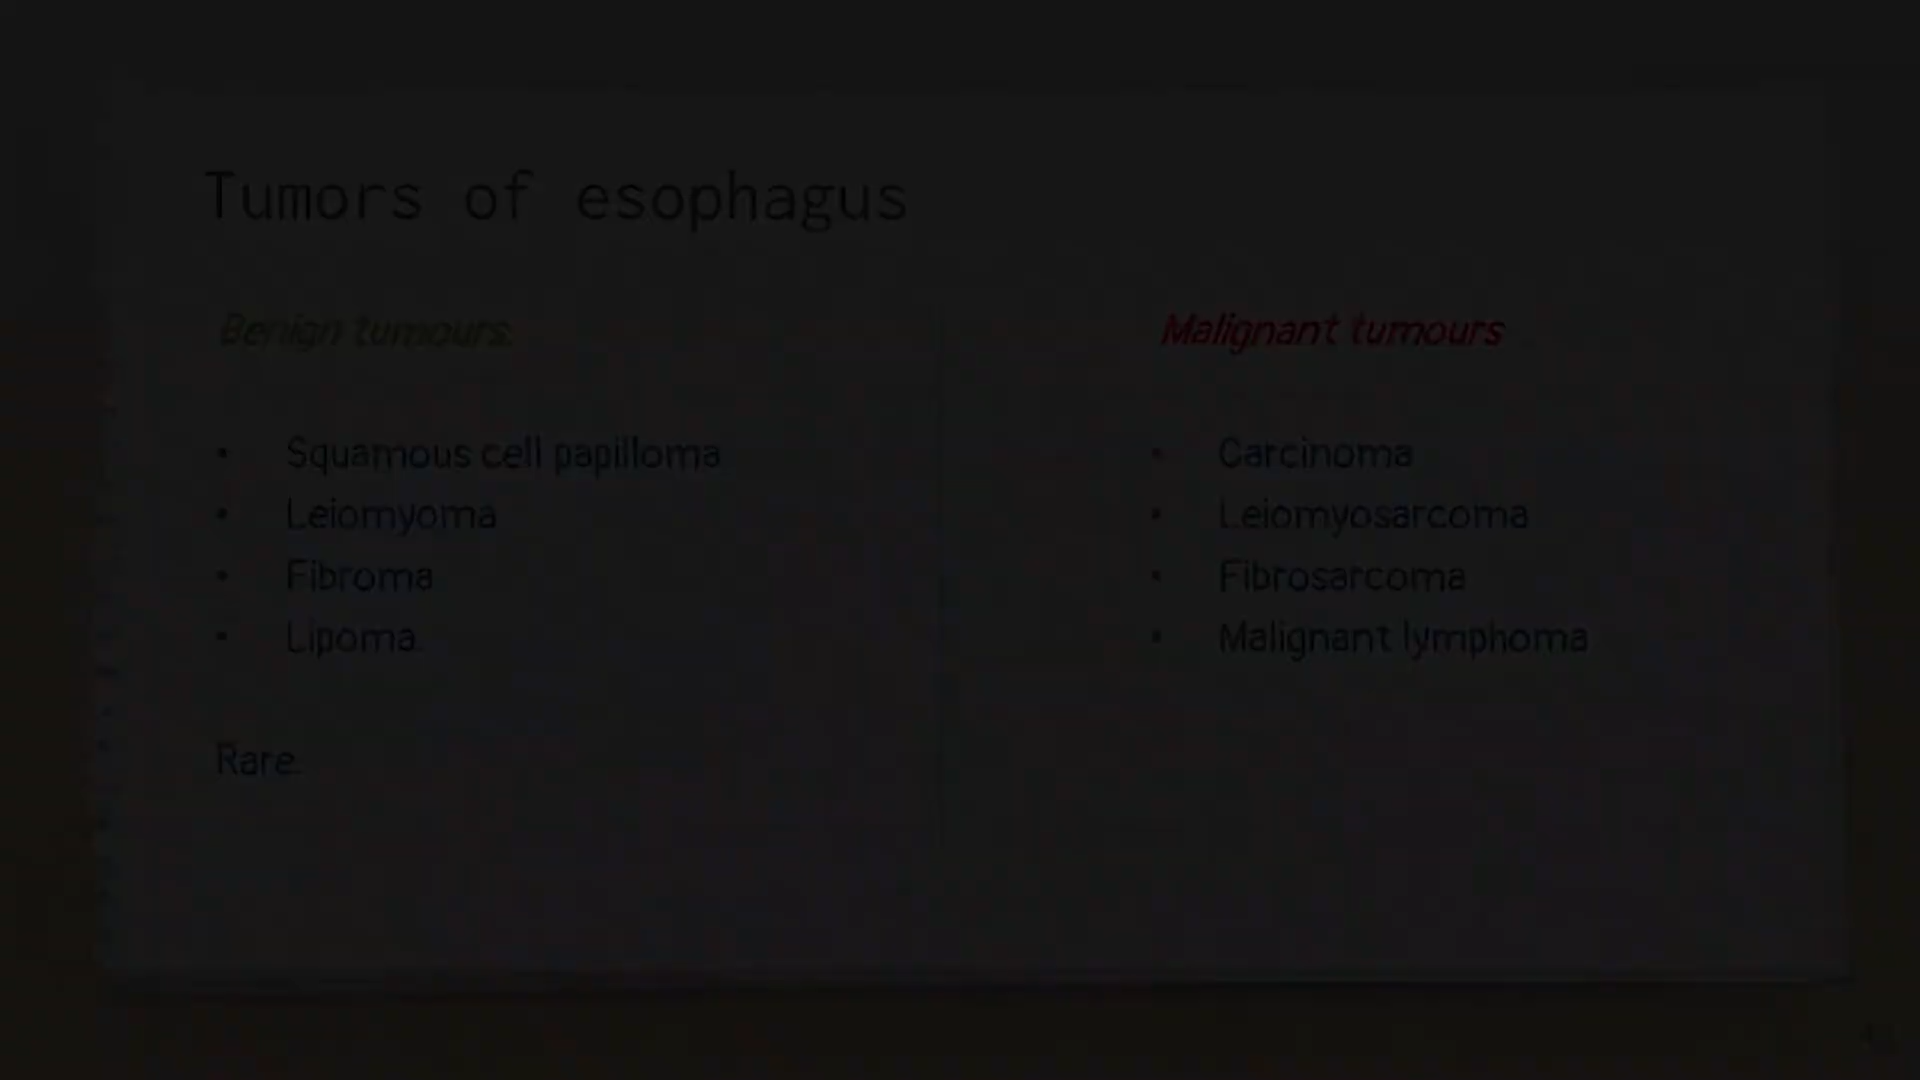 Tumors of esophagus
Benign tumours:
• Squamous cell papilloma
• Leiomyoma
• Fibroma
• Lipoma.
Rare.
Malignant tumours
• Carcinoma
• Leiomyosarcoma
• Fibrosarcoma
• Malignant lymphoma